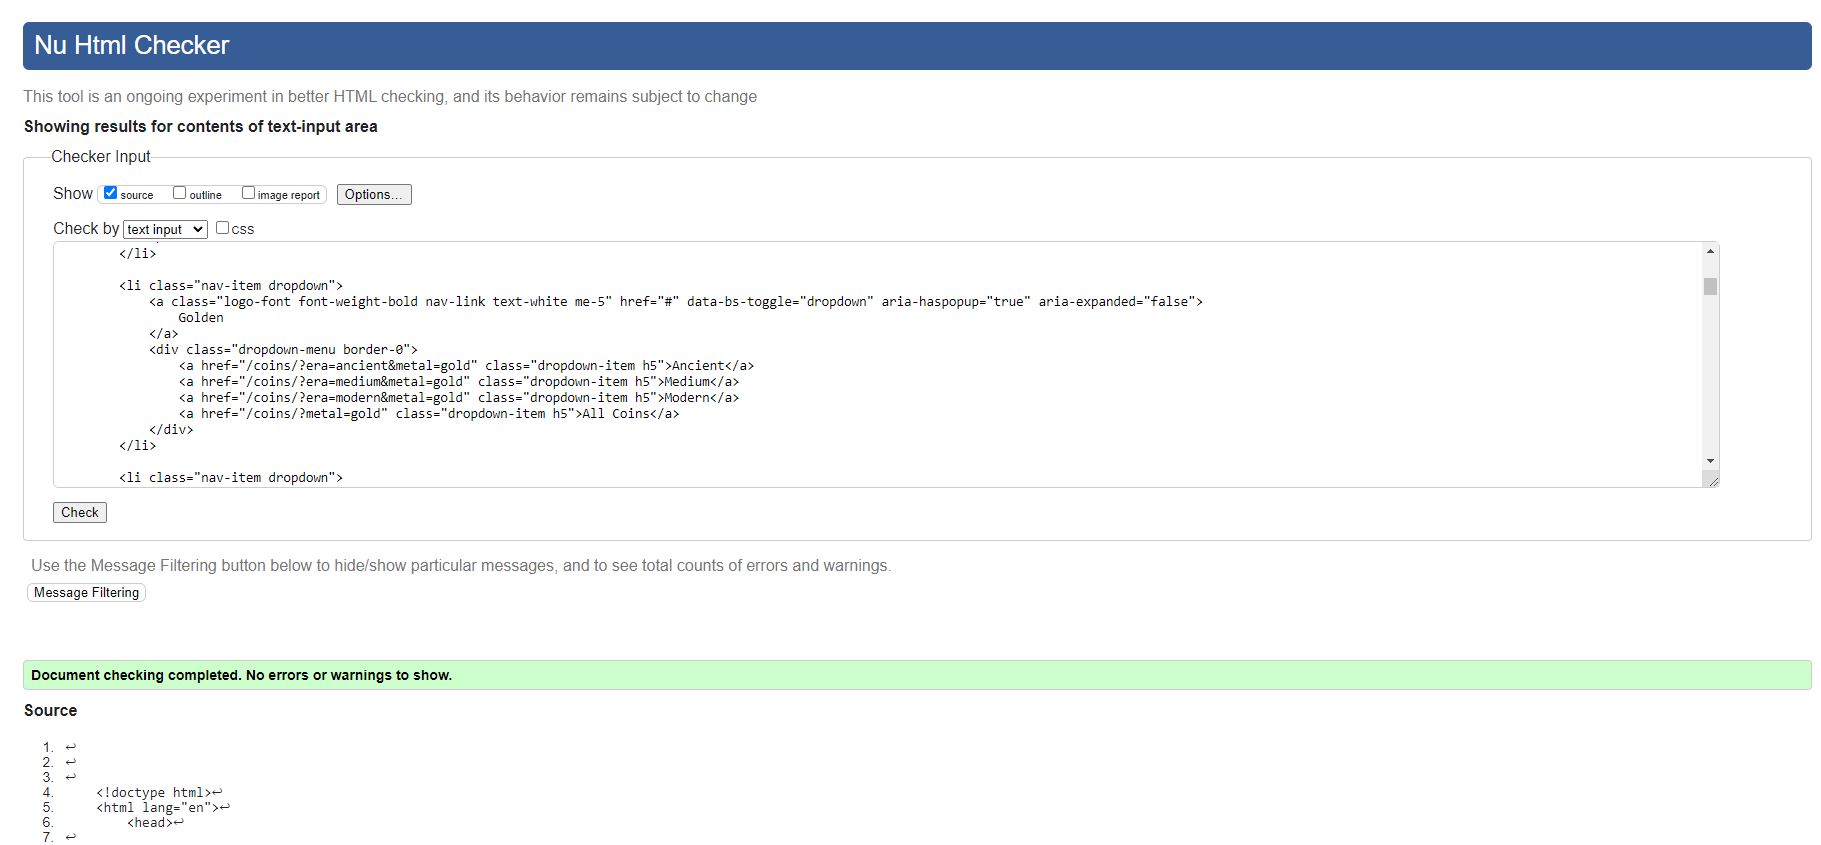 Nu Html Checker
This tool is an ongoing experiment in better HTML checking, and its behavior remains subject to change
Showing results for contents of text-input area
Checker Input
Show source outline image report Options...
Check by text input css
</li>
<li class="nav-item dropdown">
<a class="logo-font font-weight-bold nav-link text-white me-5" href="#" data-bs-toggle="dropdown" aria-haspopup="true" aria-expanded="false">
Golden
</a>
<div class="dropdown-menu border-0">
<a href="/coins/?era=ancient&metal=gold" class="dropdown-item h5">Ancient</a>
<a href="/coins/?era=medium&metal=gold" class="dropdown-item h5">Medium</a>
<a href="/coins/?era=modern&metal=gold" class="dropdown-item h5">Modern</a>
<a href="/coins/?metal=gold" class="dropdown-item h5">All Coins</a>
</div>
</li>
<li class="nav-item dropdown">
Check
Use the Message Filtering button below to hide/show particular messages, and to see total counts of errors and warnings.
Message Filtering
Document checking completed. No errors or warnings to show.
Source
1. ↩
2. ↩
3. ↩
4. <!doctype html>↩
5. <html lang="en">↩
6. <head>↩
7. ↩